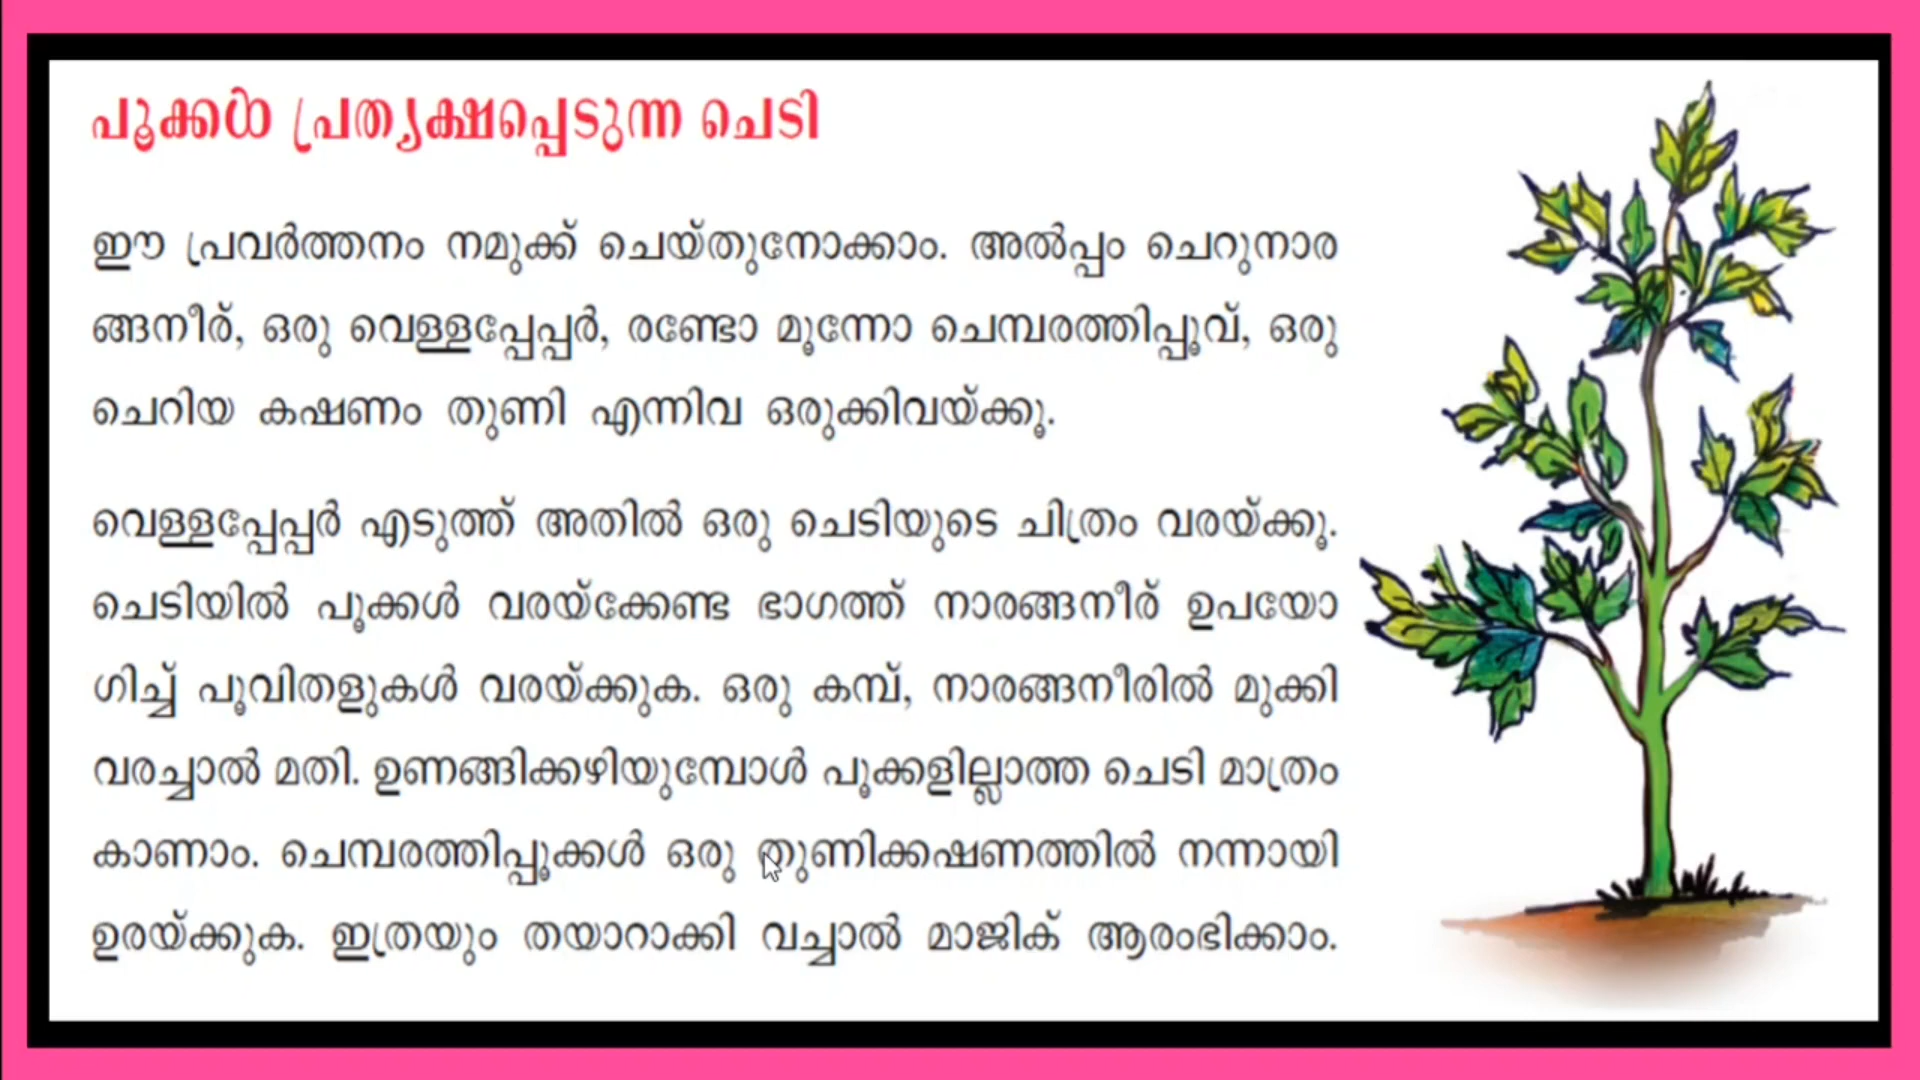 പൂക്കൾ പ്രത്യക്ഷപ്പെടുന്ന ചെടി
ഈ പ്രവർത്തനം നമുക്ക് ചെയ്തുനോക്കാം. അൽപ്പം ചെറുനാര
ങ്ങനീര്, ഒരു വെള്ളപ്പേപ്പർ, രണ്ടോ മൂന്നോ ചെമ്പരത്തിപ്പൂവ്, ഒരു
ചെറിയ കഷണം തുണി എന്നിവ ഒരുക്കിവയ്ക്കൂ.
വെള്ളപ്പേപ്പർ എടുത്ത് അതിൽ ഒരു ചെടിയുടെ ചിത്രം വരയ്ക്കൂ.
ചെടിയിൽ പൂക്കൾ വരയ്ക്കേണ്ട ഭാഗത്ത് നാരങ്ങനീര് ഉപയോ
ഗിച്ച് പൂവിതളുകൾ വരയ്ക്കുക. ഒരു കമ്പ്, നാരങ്ങനീരിൽ മുക്കി
വരച്ചാൽ മതി. ഉണങ്ങിക്കഴിയുമ്പോൾ പൂക്കളില്ലാത്ത ചെടി മാത്രം
കാണാം. ചെമ്പരത്തിപ്പൂക്കൾ ഒരു തുണിക്കഷണത്തിൽ നന്നായി
ഉരയ്ക്കുക. ഇത്രയും തയാറാക്കി വച്ചാൽ മാജിക് ആരംഭിക്കാം.